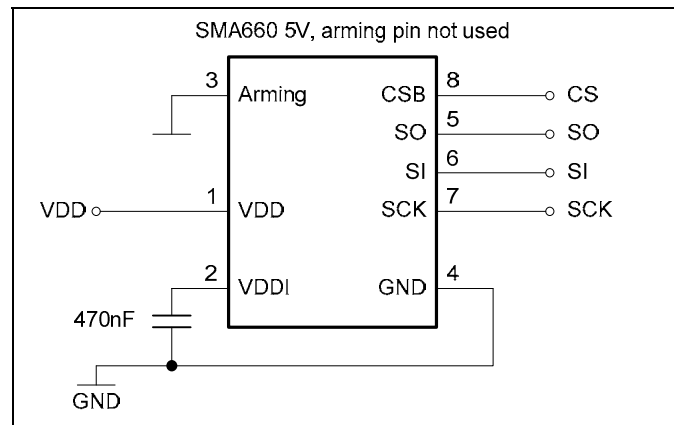 SMA660 5V, arming pin not used
3 Arming CSB 8 CS
SO 5 SO
SI 6 SI
VDD 1 VDD SCK 7 SCK
2 VDDI GND 4
470nF
GND